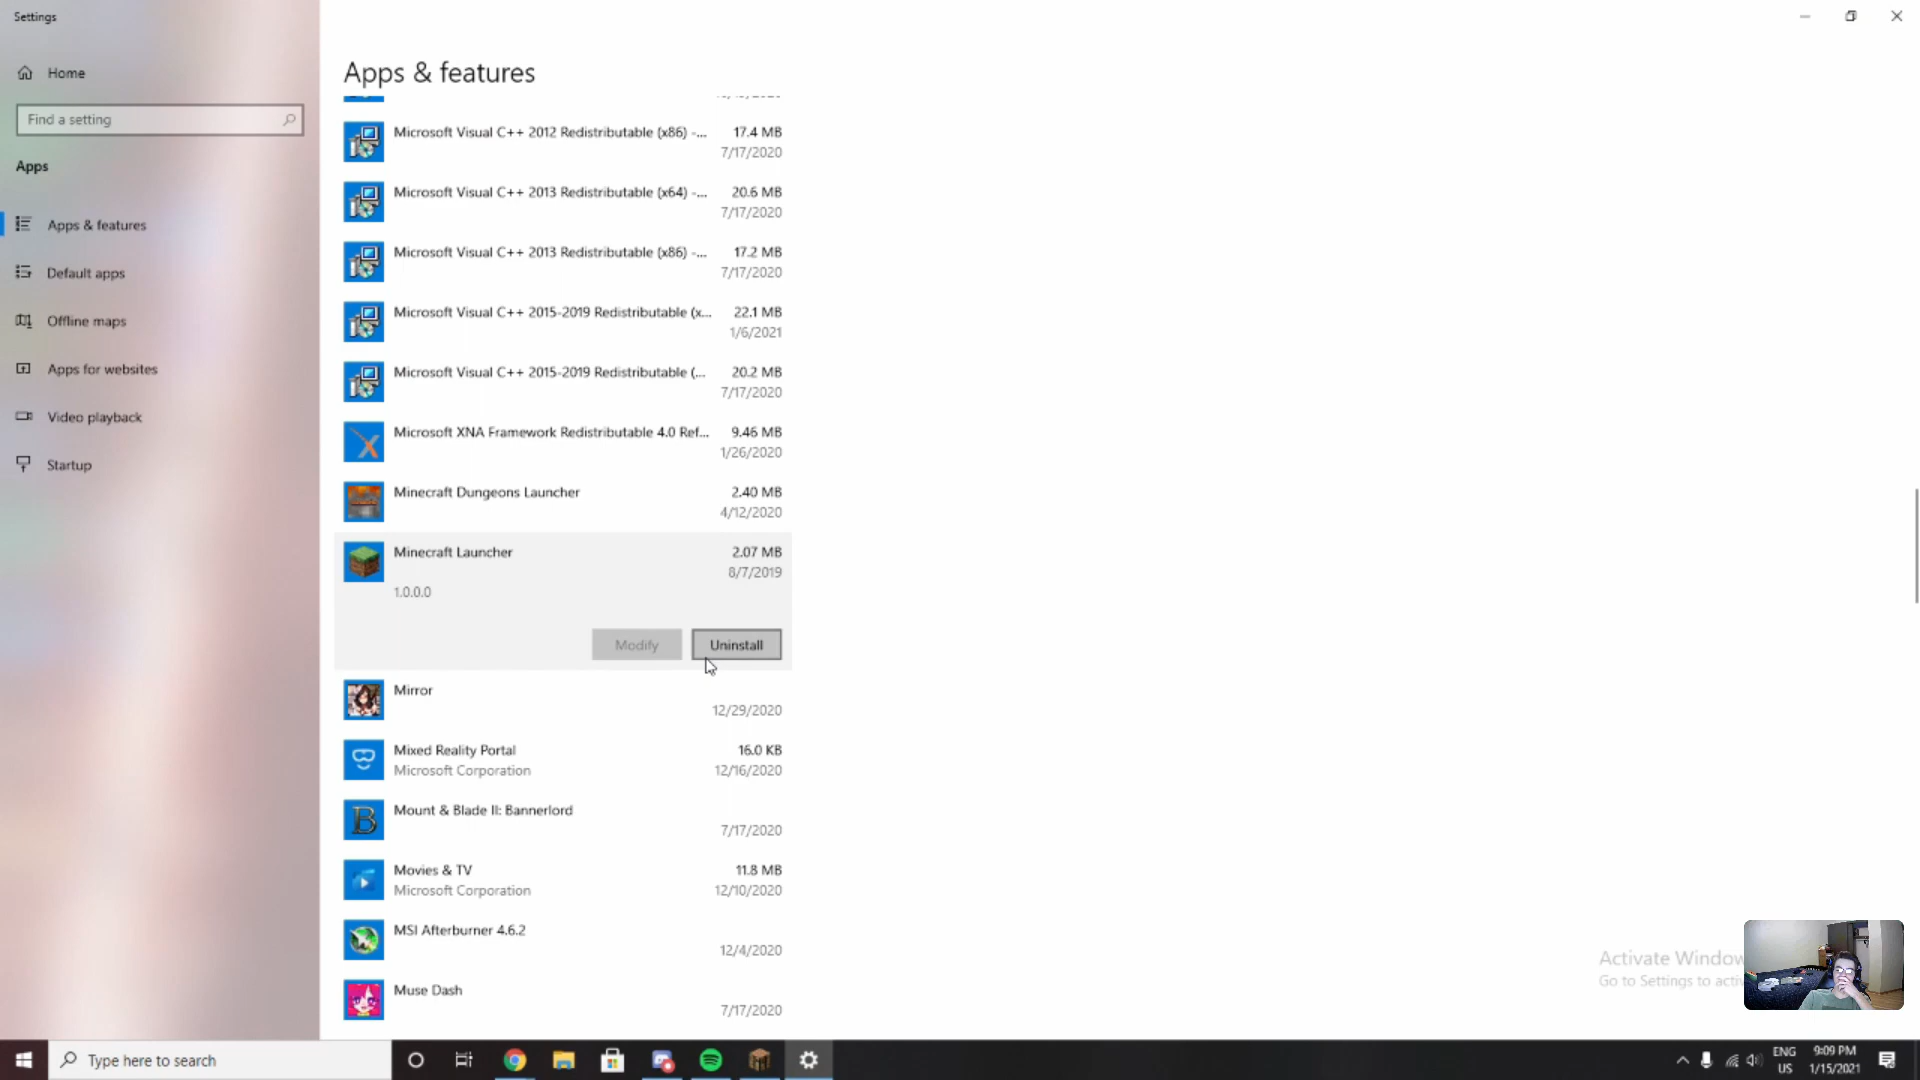 Settings
Home
Find a setting
Apps
Apps & features
Default apps
Offline maps
Apps for websites
Video playback
Startup
Apps & features
Microsoft Visual C++ 2012 Redistributable (x86) -... 17.4 MB
7/17/2020
Microsoft Visual C++ 2013 Redistributable (x64) -... 20.6 MB
7/17/2020
Microsoft Visual C++ 2013 Redistributable (x86) -... 17.2 MB
7/17/2020
Microsoft Visual C++ 2015-2019 Redistributable (x... 22.1 MB
1/6/2021
Microsoft Visual C++ 2015-2019 Redistributable (... 20.2 MB
7/17/2020
Microsoft XNA Framework Redistributable 4.0 Ref... 9.46 MB
1/26/2020
Minecraft Dungeons Launcher 2.40 MB
4/12/2020
Minecraft Launcher 2.07 MB
8/7/2019
1.0.0.0
Modify Uninstall
Mirror
12/29/2020
Mixed Reality Portal 16.0 KB
Microsoft Corporation 12/16/2020
Mount & Blade II: Bannerlord
7/17/2020
Movies & TV 11.8 MB
Microsoft Corporation 12/10/2020
MSI Afterburner 4.6.2
12/4/2020
Muse Dash
7/17/2020
Activate Window
Go to Settings to activ
Type here to search
ENG 9:09 PM
US 1/15/2021